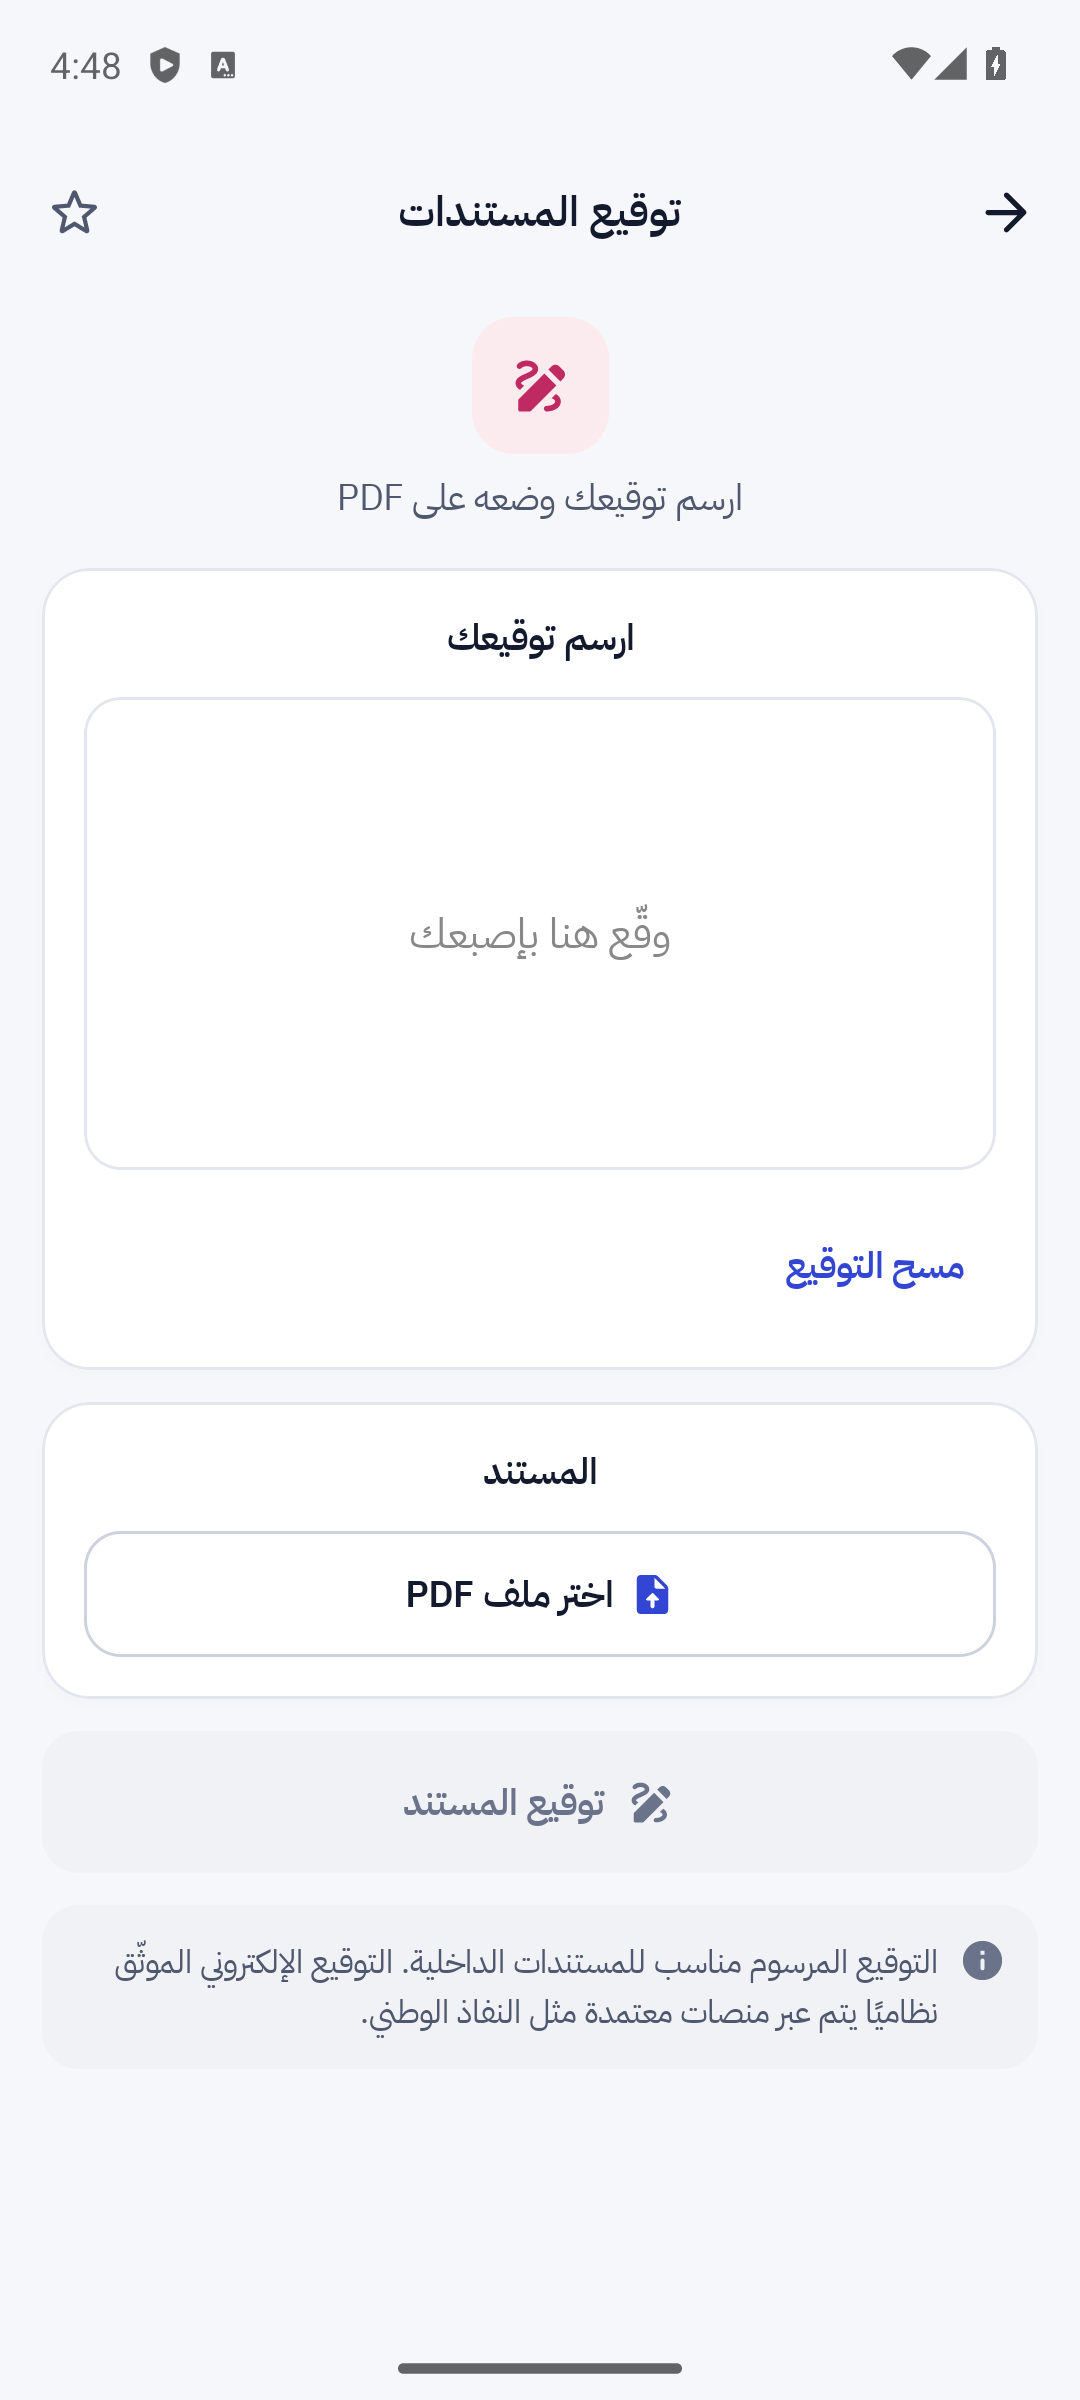 4:48
توقيع المستندات
ارسم توقيعك وضعه على PDF
ارسم توقيعك
وقّع هنا بإصبعك
مسح التوقيع
المستند
اختر ملف PDF
توقيع المستند
التوقيع المرسوم مناسب للمستندات الداخلية. التوقيع الإلكتروني الموثّق
نظاميًا يتم عبر منصات معتمدة مثل النفاذ الوطني.